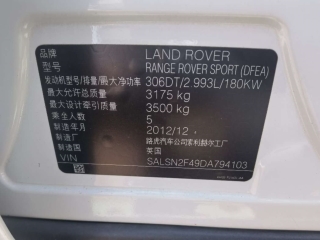 品牌 LAND ROVER
型号 RANGE ROVER SPORT (DFEA)
发动机型号/排量/最大净功率 306DT/2.993L/180KW
最大允许总质量 3175 kg
最大设计牵引质量 3500 kg
乘坐人数 5
制造年月 2012/12
制造厂 路虎汽车公司索利赫尔工厂
制造国 英国
VIN SALSN2F49DA794103